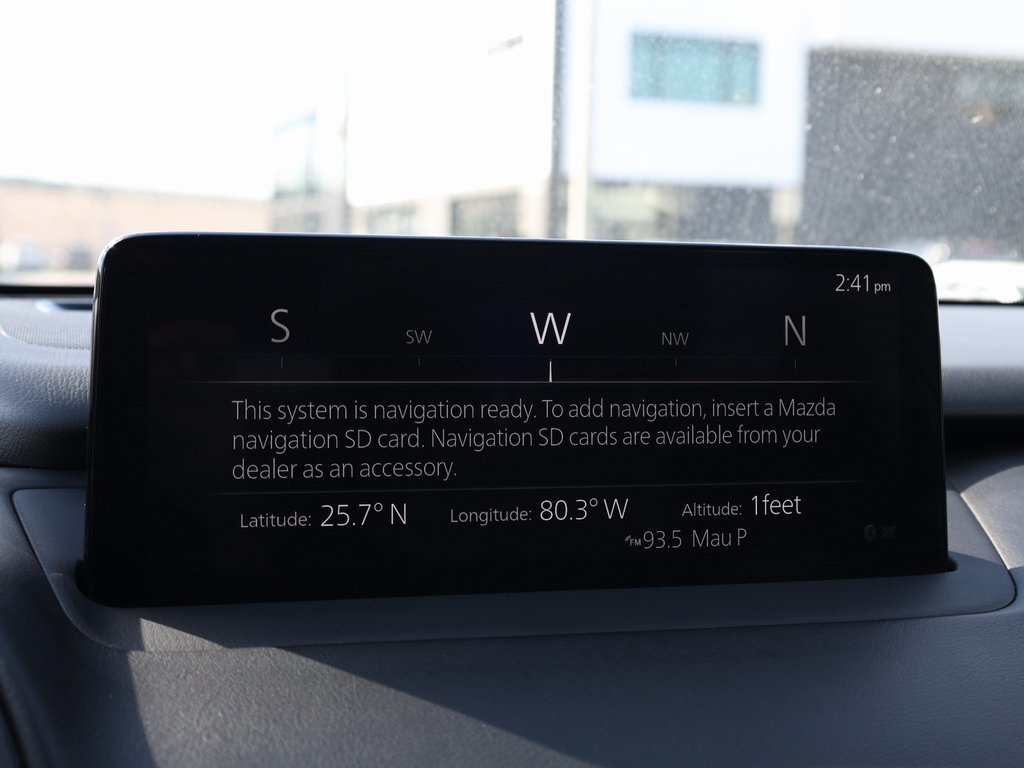 2:41 pm
S SW W NW N
This system is navigation ready. To add navigation, insert a Mazda
navigation SD card. Navigation SD cards are available from your
dealer as an accessory.
Latitude: 25.7° N Longitude: 80.3° W Altitude: 1feet
FM 93.5 Mau P